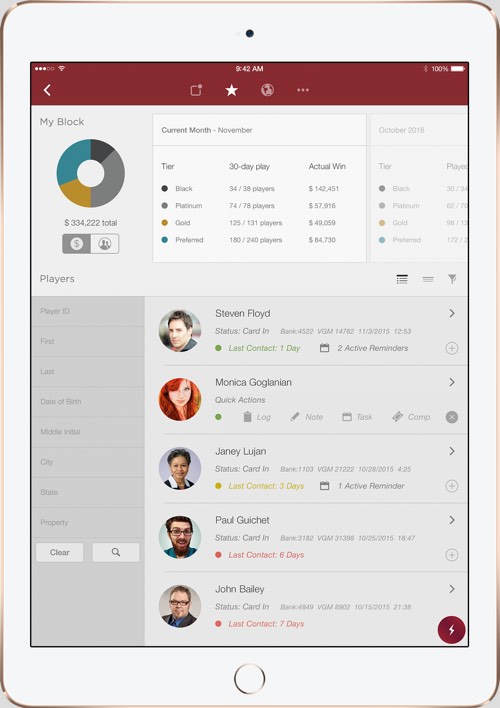 9:42 AM
100%
My Block
$ 334,222 total
$
Current Month - November
Tier 30-day play Actual Win
Black 34 / 38 players $ 142,451
Platinum 74 / 78 players $ 57,916
Gold 125 / 131 players $ 49,059
Preferred 180 / 240 players $ 84,730
October 2016
Tier Playe
Black 30 / 34
Platinum 62 / 70
Gold 98 / 13
Preferred 172 / 2
Players
Player ID
First
Last
Date of Birth
Middle Initial
City
State
Property
Clear
Steven Floyd
Status: Card In Bank:4522 VGM 14782 11/3/2015 12:53
Last Contact: 1 Day 2 Active Reminders
Monica Goglanian
Quick Actions
Log Note Task Comp
Janey Lujan
Status: Card In Bank:1103 VGM 21222 10/28/2015 4:25
Last Contact: 3 Days 1 Active Reminder
Paul Guichet
Status: Card In Bank:3182 VGM 31398 10/25/2015 18:47
Last Contact: 6 Days
John Bailey
Status: Card In Bank:4849 VGM 8902 10/15/2015 21:38
Last Contact: 7 Days